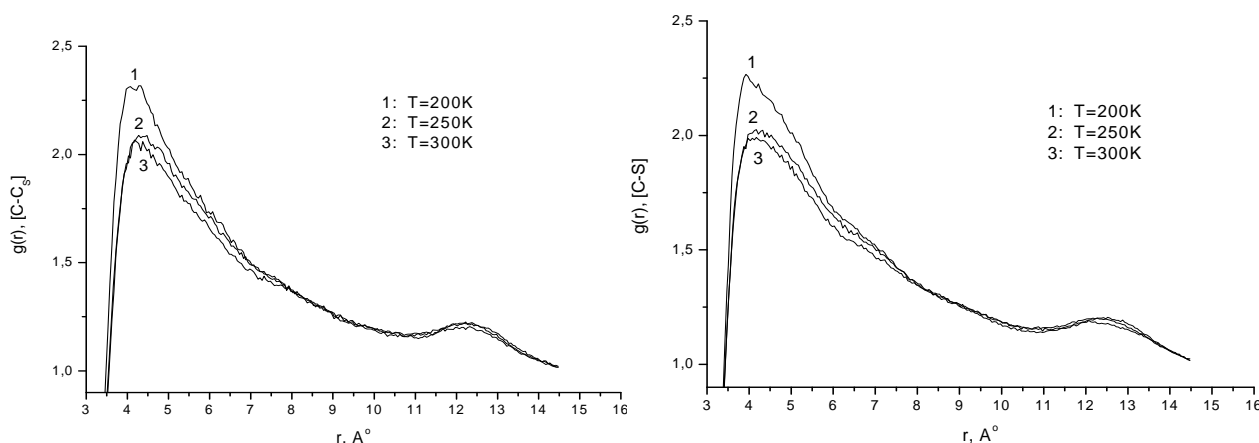 2,5
2,0
1,5
1,0
g(r), [C-Cs]
1
2
3
1: T=200K
2: T=250K
3: T=300K
3 4 5 6 7 8 9 10 11 12 13 14 15 16
r, A°
2,5
2,0
1,5
1,0
g(r), [C-S]
1
2
3
1: T=200K
2: T=250K
3: T=300K
3 4 5 6 7 8 9 10 11 12 13 14 15 16
r, A°